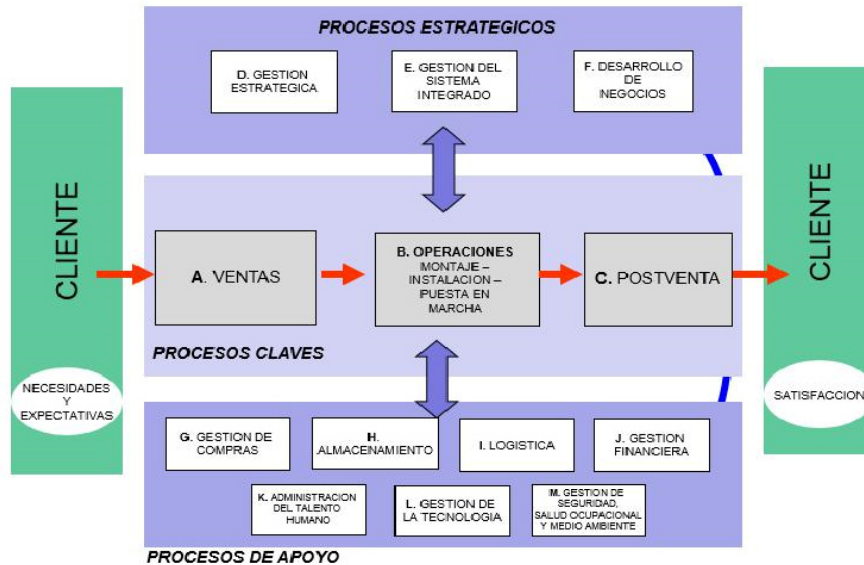 PROCESOS ESTRATEGICOS
D. GESTION
ESTRATEGICA
E. GESTION DEL
SISTEMA
INTEGRADO
F. DESARROLLO
DE
NEGOCIOS
CLIENTE
NECESIDADES
Y
EXPECTATIVAS
A. VENTAS
B. OPERACIONES
MONTAJE –
INSTALACION –
PUESTA EN
MARCHA
C. POSTVENTA
PROCESOS CLAVES
CLIENTE
SATISFACCION
G. GESTION DE
COMPRAS
H.
ALMACENAMIENTO
I. LOGISTICA
J. GESTION
FINANCIERA
K. ADMINISTRACION
DEL TALENTO
HUMANO
L. GESTION DE
LA TECNOLOGIA
M. GESTION DE
SEGURIDAD,
SALUD OCUPACIONAL
Y MEDIO AMBIENTE
PROCESOS DE APOYO